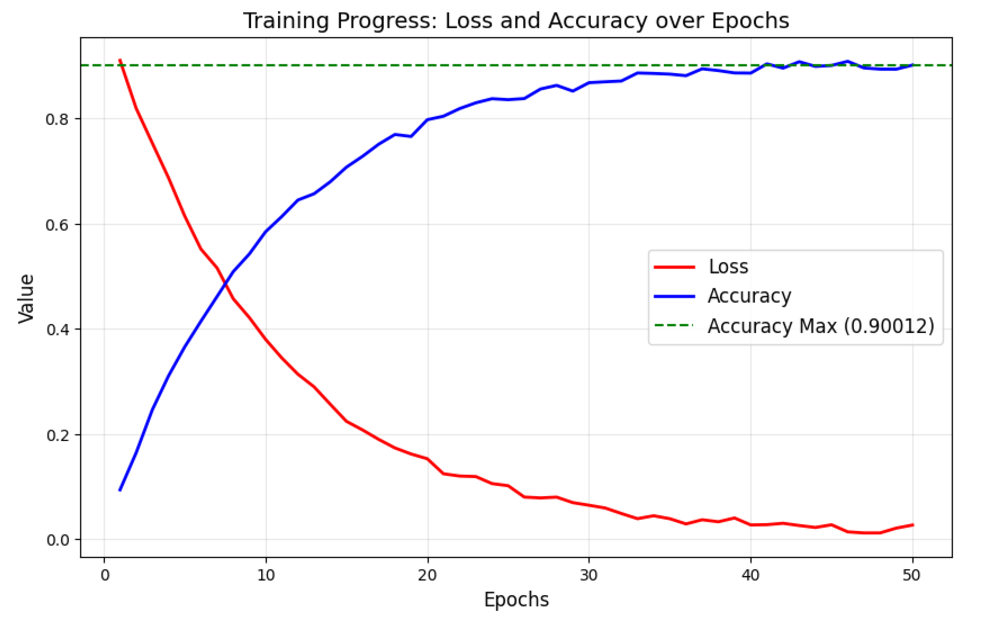 Training Progress: Loss and Accuracy over Epochs
Value
0.8
0.6
0.4
0.2
0.0
Loss
Accuracy
Accuracy Max (0.90012)
0 10 20 30 40 50
Epochs